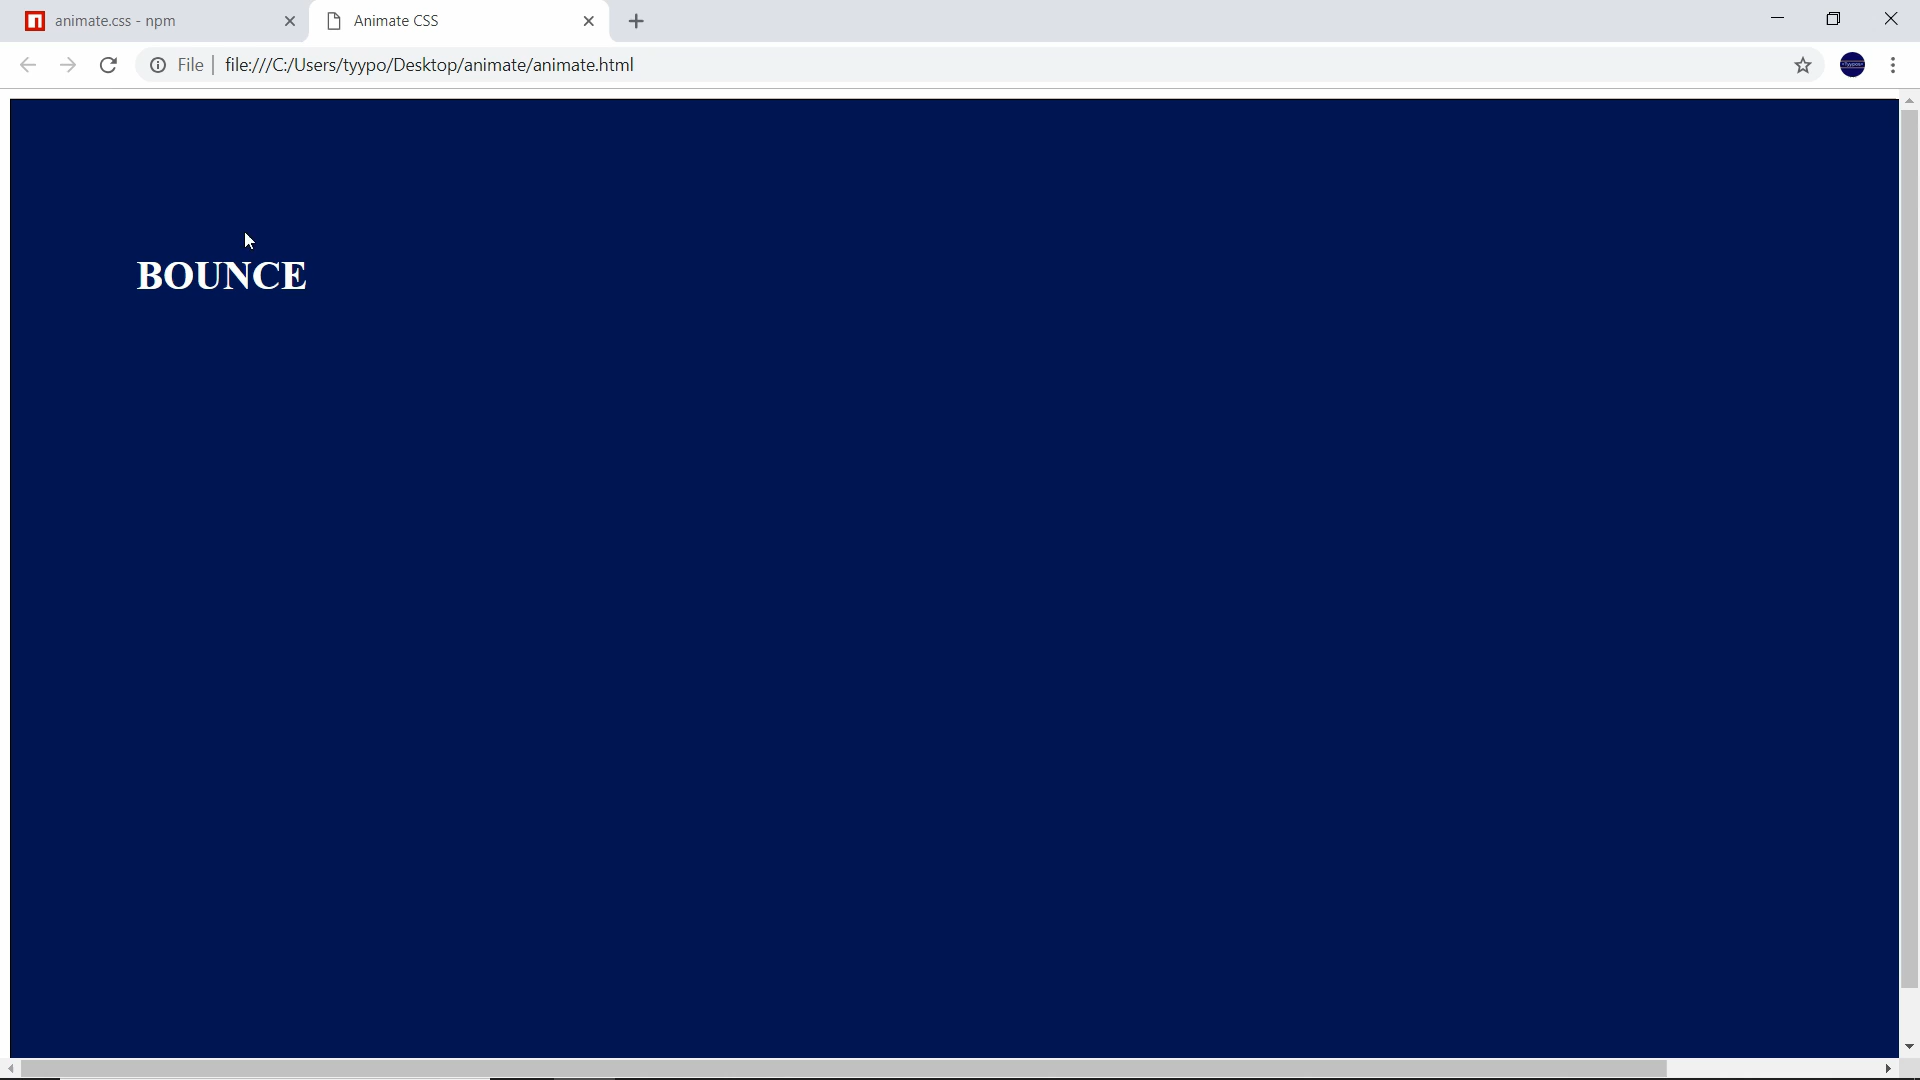 animate.css - npm
Animate CSS
File
file:///C:/Users/tyypo/Desktop/animate/animate.html
BOUNCE